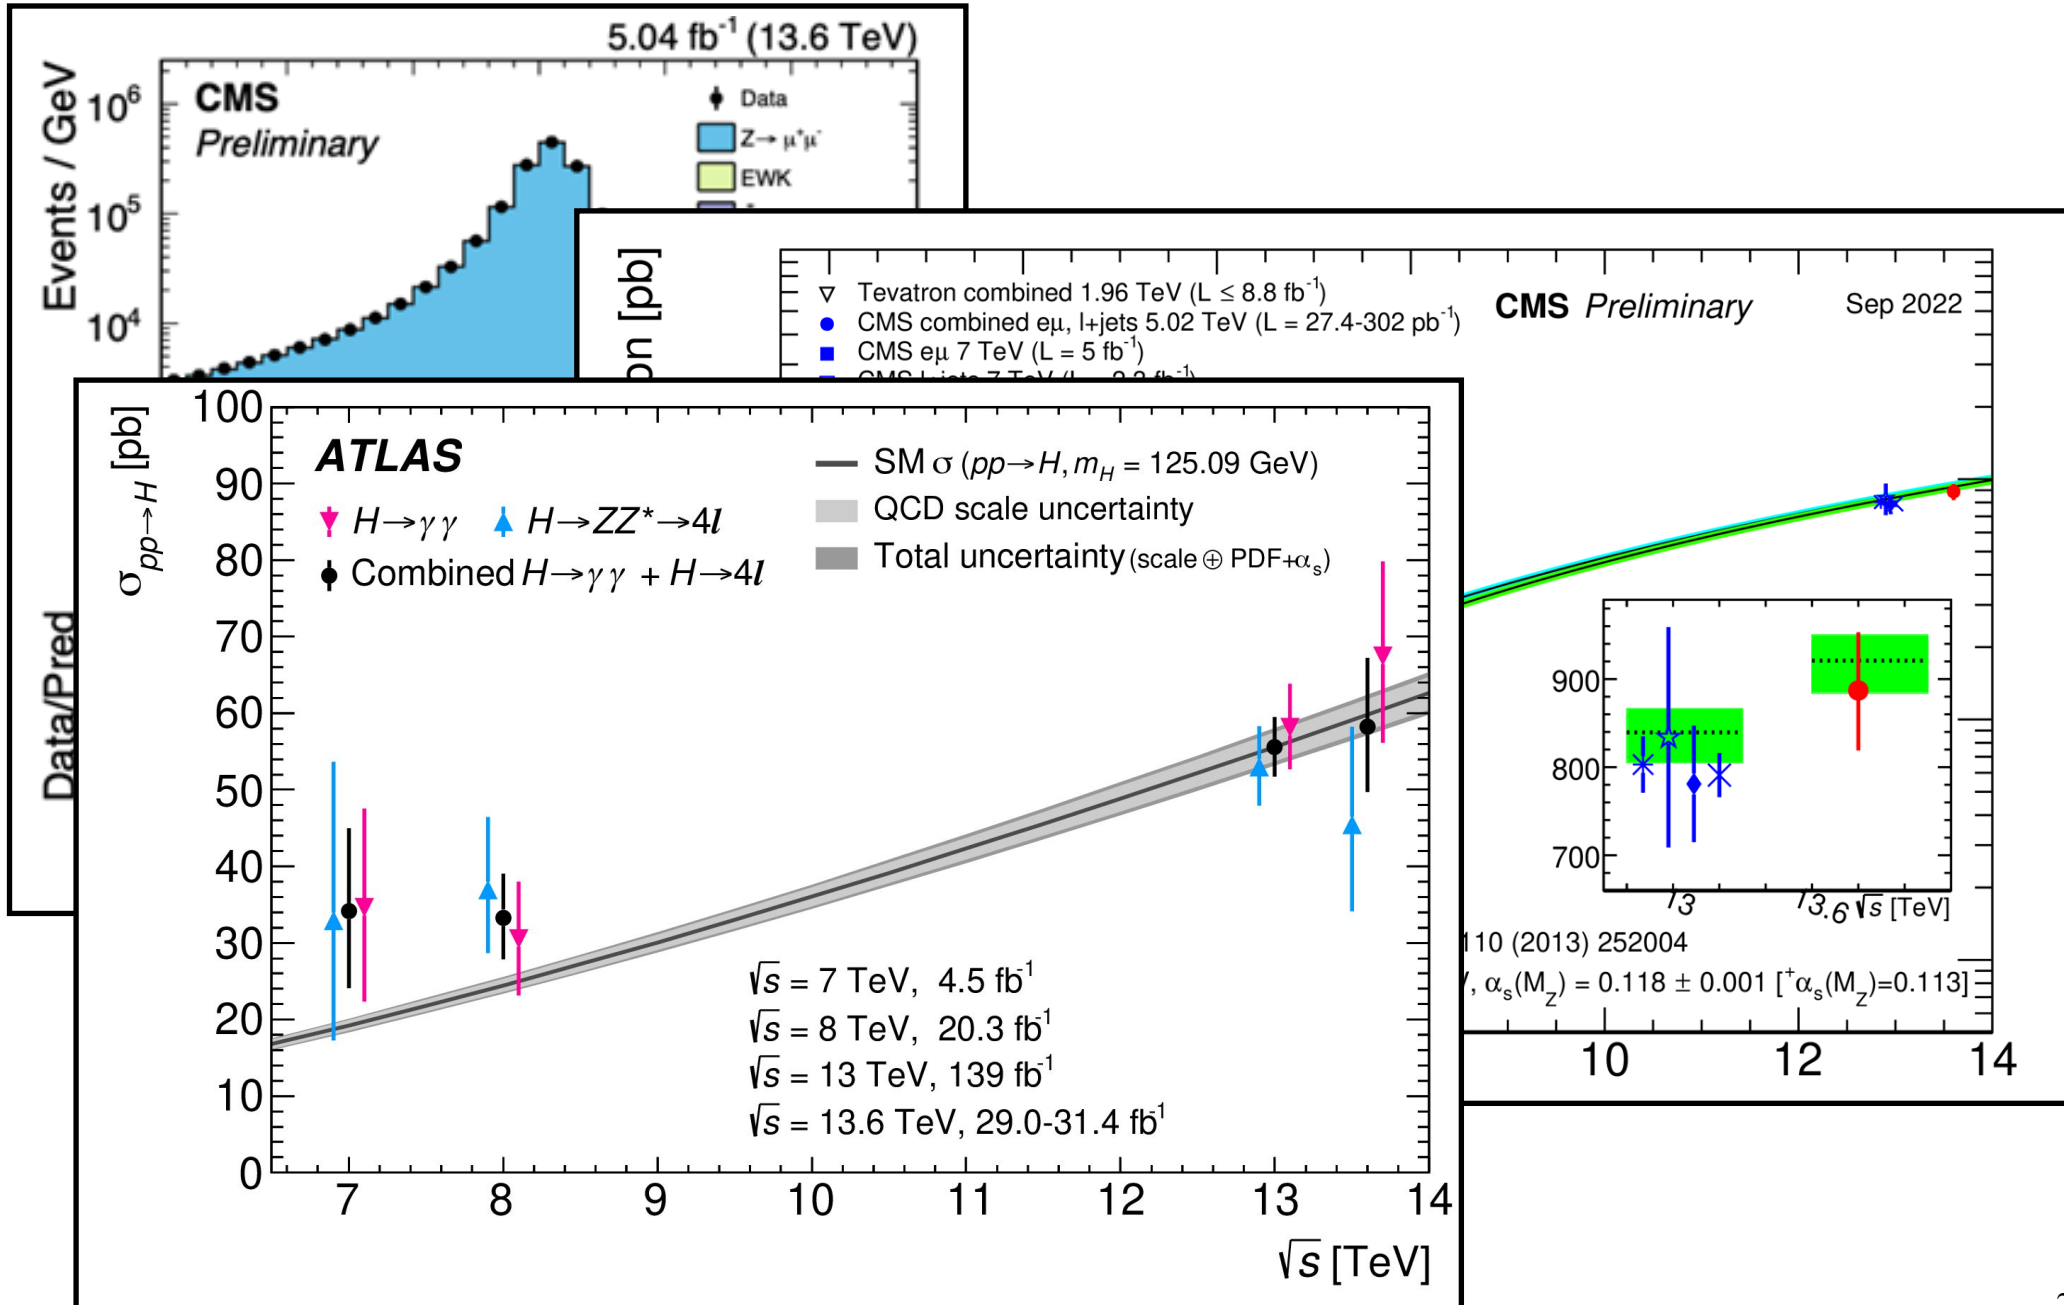 5.04 fb⁻¹ (13.6 TeV)
Events / GeV
10⁶
10⁵
10⁴
CMS
Preliminary
Data
Z→ μ⁺μ⁻
EWK
Data/Pred
[pb]
Tevatron combined 1.96 TeV (L ≤ 8.8 fb⁻¹)
CMS combined eμ, l+jets 5.02 TeV (L = 27.4-302 pb⁻¹)
CMS eμ 7 TeV (L = 5 fb⁻¹)
CMS Preliminary
Sep 2022
900
800
700
13
13.6 √s [TeV]
110 (2013) 252004
, αₛ(M_Z) = 0.118 ± 0.001 [⁺αₛ(M_Z)=0.113]
10 12 14
σ_pp→H [pb]
100
90
80
70
60
50
40
30
20
10
0
ATLAS
H→γγ H→ZZ*→4l
Combined H→γγ + H→4l
SM σ (pp→H, m_H = 125.09 GeV)
QCD scale uncertainty
Total uncertainty (scale ⊕ PDF+αₛ)
√s = 7 TeV, 4.5 fb⁻¹
√s = 8 TeV, 20.3 fb⁻¹
√s = 13 TeV, 139 fb⁻¹
√s = 13.6 TeV, 29.0-31.4 fb⁻¹
7 8 9 10 11 12 13 14
√s [TeV]